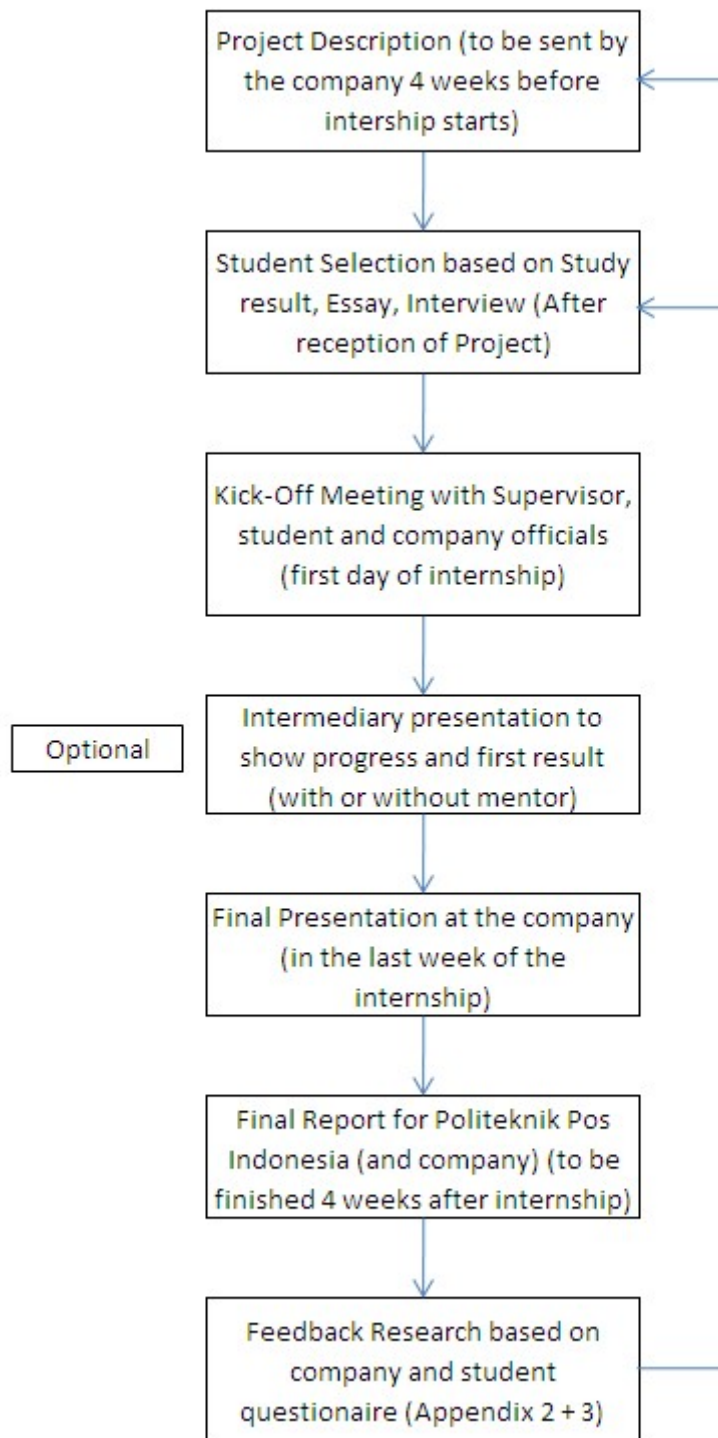 Project Description (to be sent by
the company 4 weeks before
intership starts)
Student Selection based on Study
result, Essay, Interview (After
reception of Project)
Kick-Off Meeting with Supervisor,
student and company officials
(first day of internship)
Optional
Intermediary presentation to
show progress and first result
(with or without mentor)
Final Presentation at the company
(in the last week of the
internship)
Final Report for Politeknik Pos
Indonesia (and company) (to be
finished 4 weeks after internship)
Feedback Research based on
company and student
questionaire (Appendix 2 + 3)